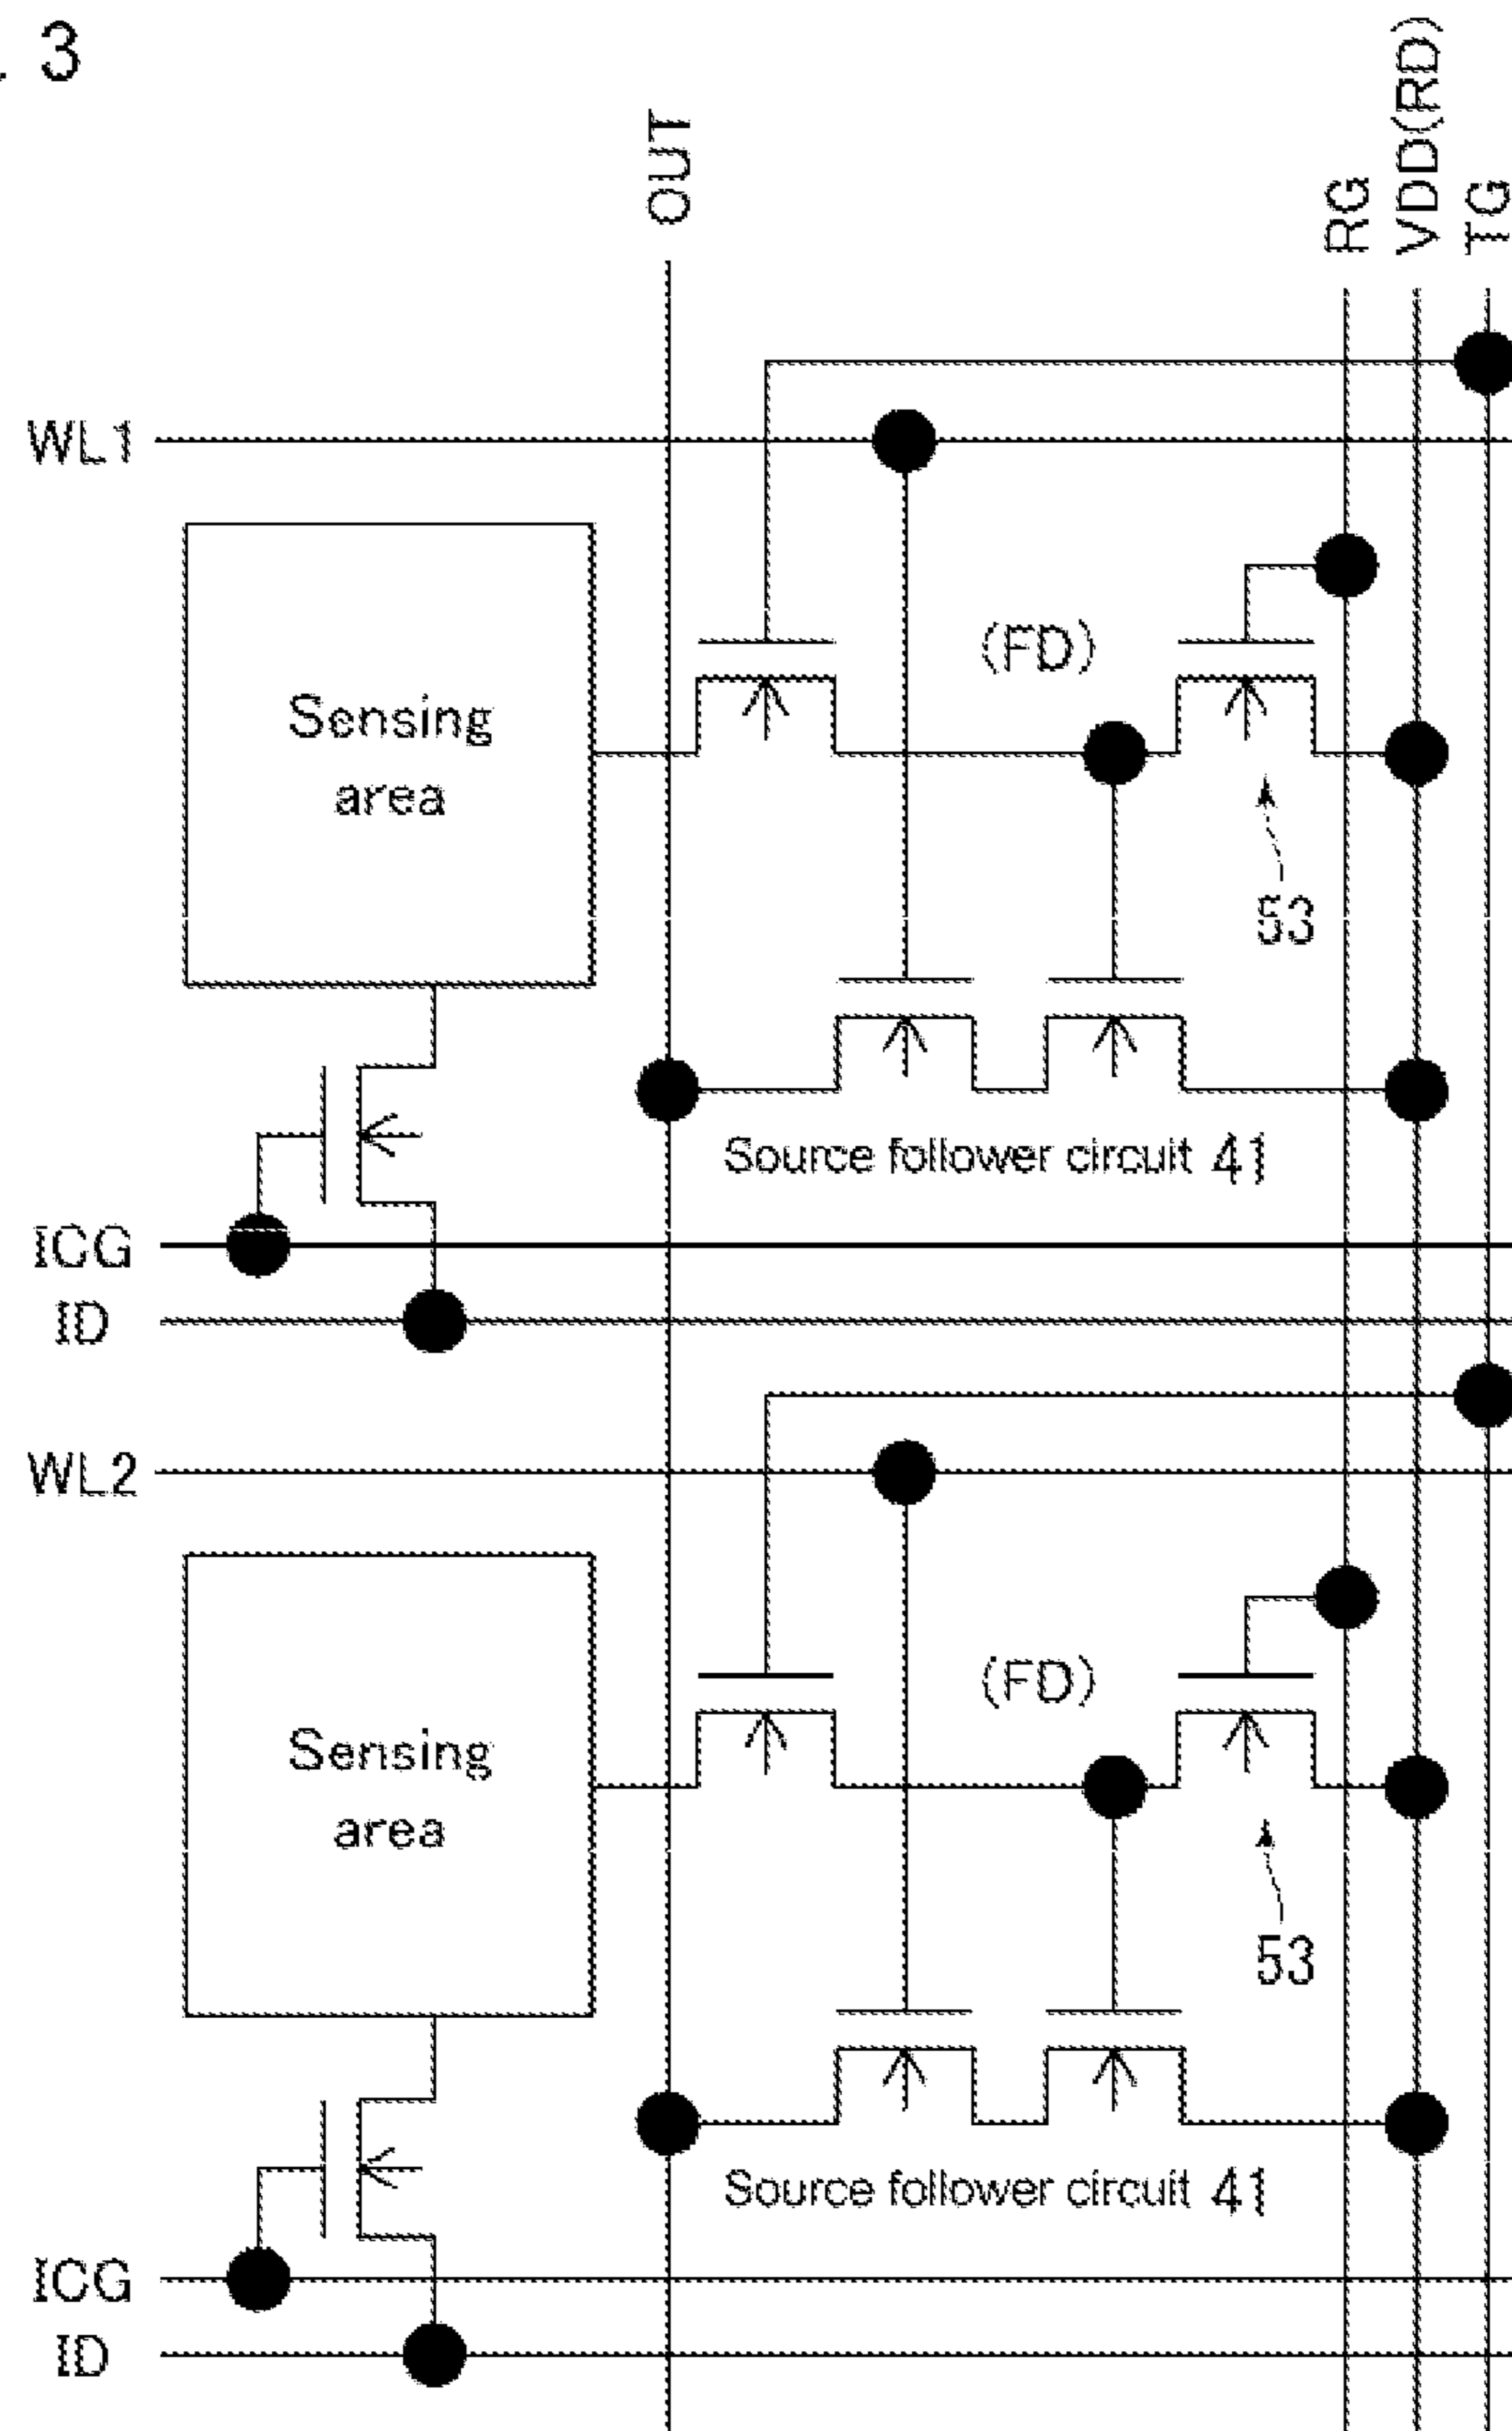 . 3
OUT
RG
VDD(RD)
TG
WL1
Sensing
area
(FD)
53
Source follower circuit 41
ICG
ID
WL2
Sensing
area
(FD)
53
Source follower circuit 41
ICG
ID